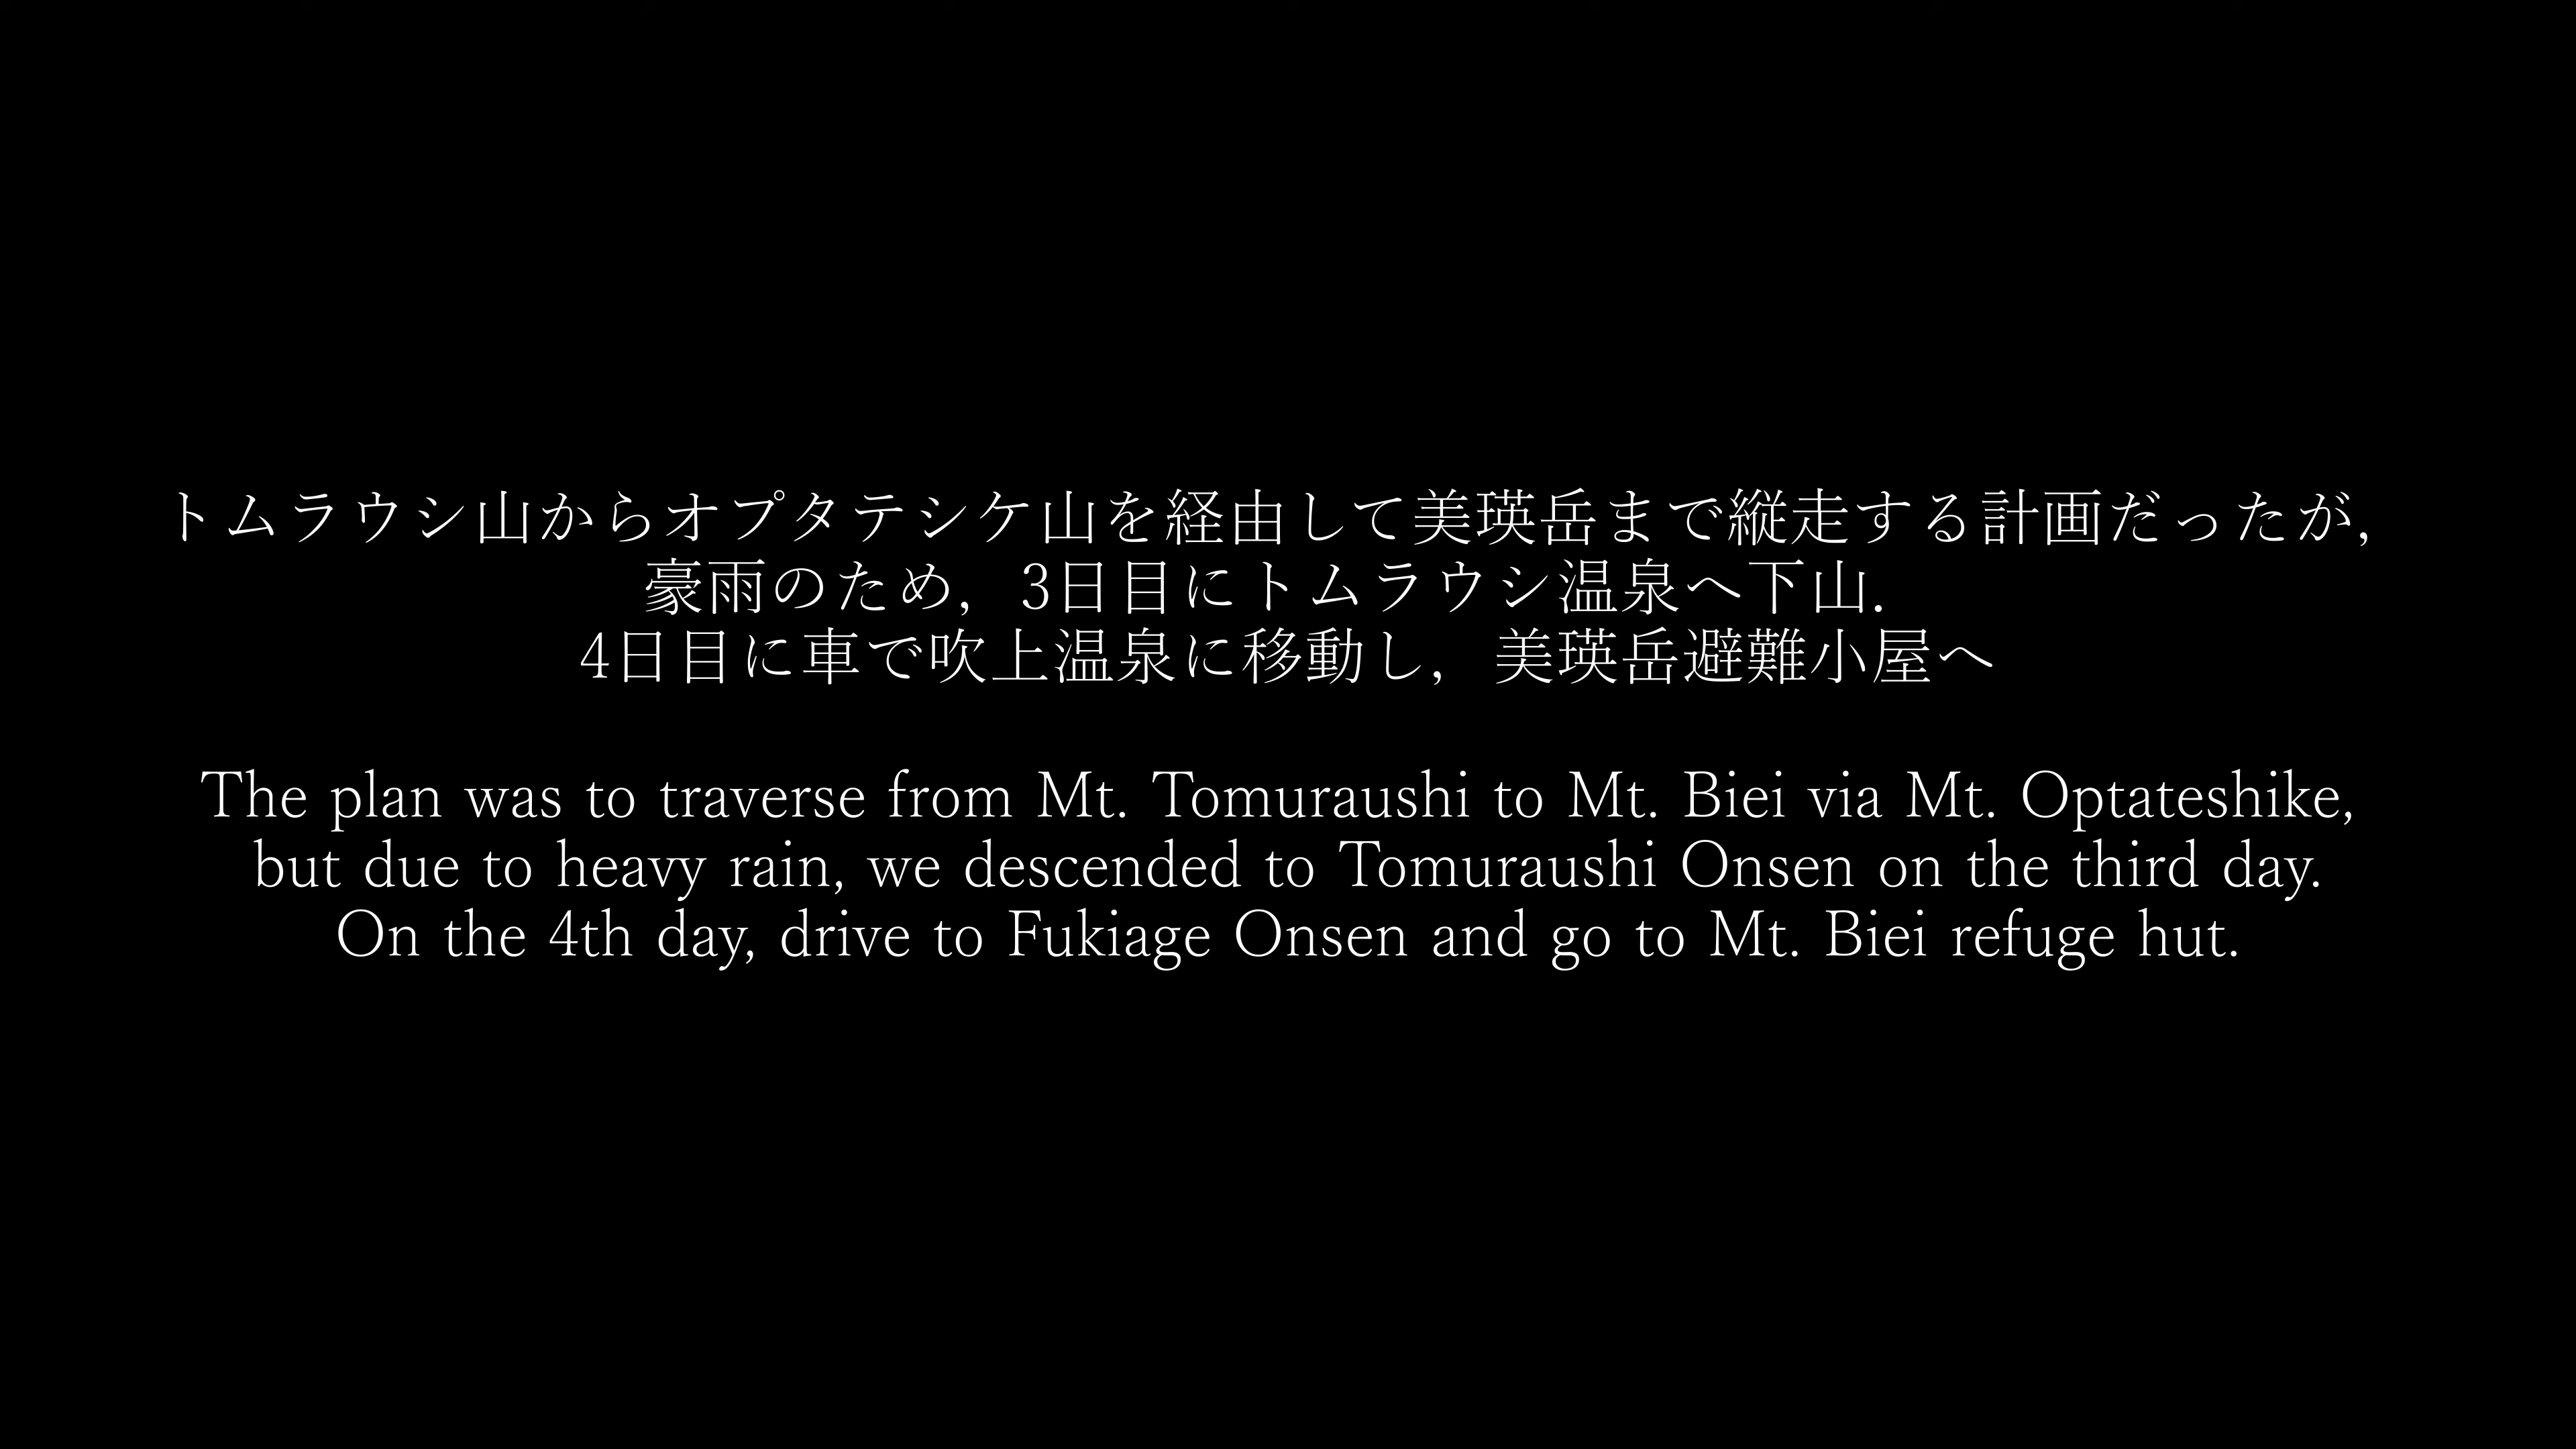 トムラウシ山からオプタテシケ山を経由して美瑛岳まで縦走する計画だったが，
豪雨のため，3日目にトムラウシ温泉へ下山．
4日目に車で吹上温泉に移動し，美瑛岳避難小屋へ
The plan was to traverse from Mt. Tomuraushi to Mt. Biei via Mt. Optateshike,
but due to heavy rain, we descended to Tomuraushi Onsen on the third day.
On the 4th day, drive to Fukiage Onsen and go to Mt. Biei refuge hut.